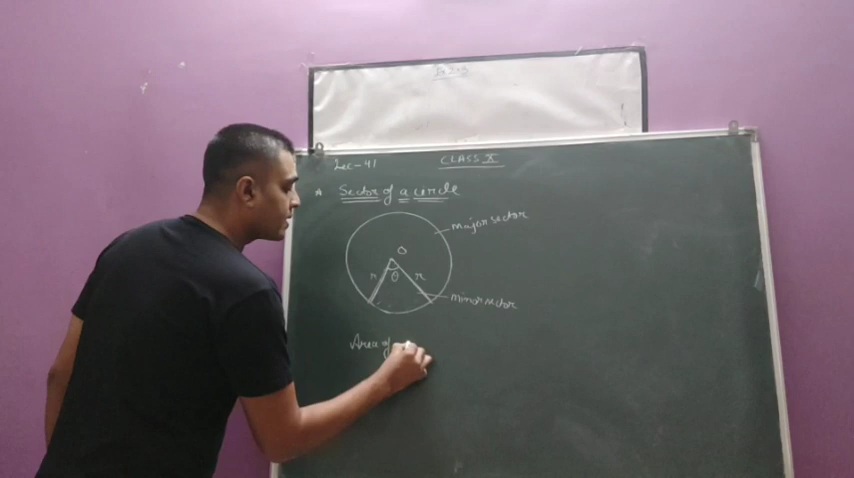 Lec-41
CLASS X
* Sector of a circle
major sector
O
r θ r
minor sector
Area of